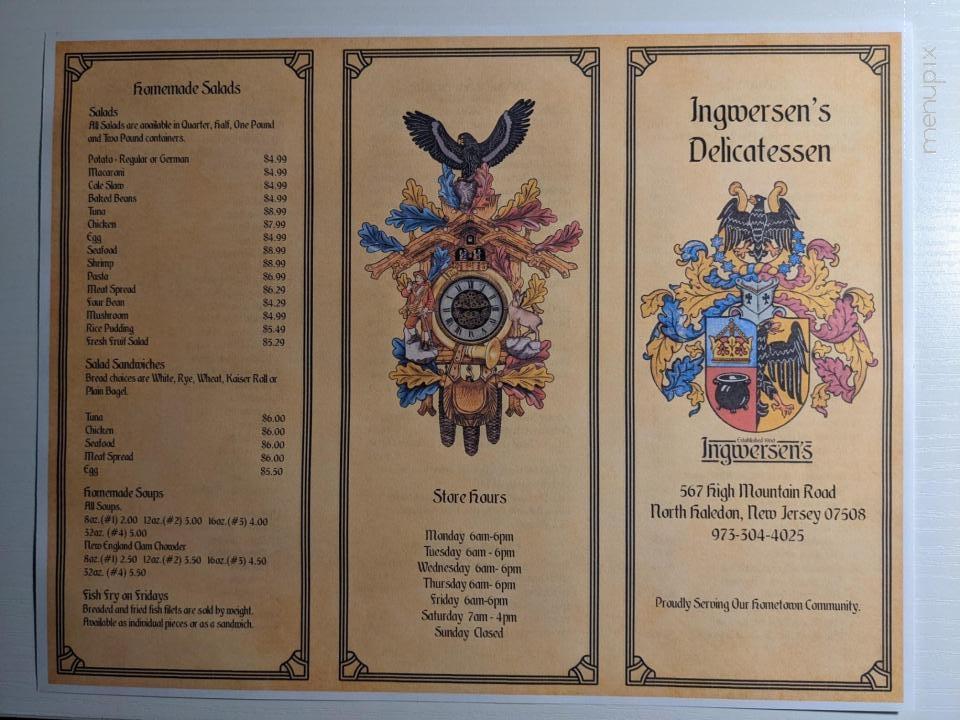 Homemade Salads
Salads
All Salads are available in Quarter, Half, One Pound
and Two Pound containers.
Potato - Regular or German $4.99
Macaroni $4.99
Cole Slaw $4.99
Baked Beans $4.99
Tuna $8.99
Chicken $7.99
Egg $4.99
Seafood $8.99
Shrimp $8.99
Pasta $6.99
Meat Spread $6.29
Four Bean $4.29
Mushroom $4.99
Rice Pudding $5.49
Fresh Fruit Salad $5.29
Salad Sandwiches
Bread choices are White, Rye, Wheat, Kaiser Roll or
Plain Bagel.
Tuna $6.00
Chicken $6.00
Seafood $6.00
Meat Spread $6.00
Egg $5.50
Homemade Soups
All Soups.
8oz.(#1) 2.00 12oz.(#2) 3.00 16oz.(#3) 4.00
32oz. (#4) 5.00
New England Clam Chowder
8oz.(#1) 2.50 12oz.(#2) 3.50 16oz.(#3) 4.50
32oz. (#4) 5.50
Fish Fry on Fridays
Breaded and fried fish filets are sold by weight.
Available as individual pieces or as a sandwich.
Store Hours
Monday 6am-6pm
Tuesday 6am - 6pm
Wednesday 6am- 6pm
Thursday 6am- 6pm
Friday 6am-6pm
Saturday 7am - 4pm
Sunday Closed
Ingwersen's
Delicatessen
Established 1960
Ingwersen's
567 High Mountain Road
North Haledon, New Jersey 07508
973-304-4025
Proudly Serving Our Hometown Community.
menupix